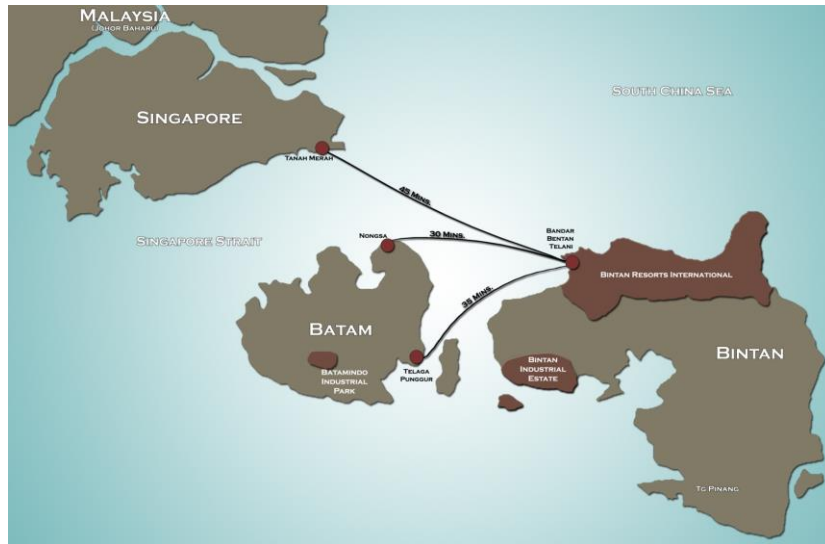 MALAYSIA
(JOHOR BAHARU)
SOUTH CHINA SEA
SINGAPORE
TANAH MERAH
45 MINS.
SINGAPORE STRAIT
NONGSA
30 MINS.
BANDAR
BENTAN
TELANI
BINTAN RESORTS INTERNATIONAL
35 MINS.
BATAM
BINTAN
BATAMINDO
INDUSTRIAL
PARK
TELAGA
PUNGGUR
BINTAN
INDUSTRIAL
ESTATE
TG PINANG